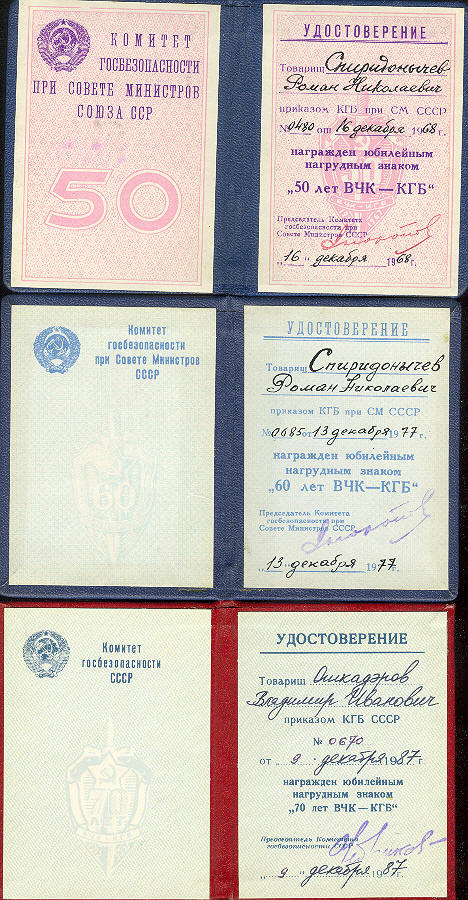 КОМИТЕТ
ГОСБЕЗОПАСНОСТИ
ПРИ СОВЕТЕ МИНИСТРОВ
СОЮЗА ССР
50
УДОСТОВЕРЕНИЕ
Товарищ Спиридонычев
Роман Николаевич
приказом КГБ при СМ СССР
№ 0480 от 16 декабря 1968 г.
награжден юбилейным
нагрудным знаком
„50 лет ВЧК—КГБ“
Председатель Комитета
госбезопасности при
Совете Министров СССР
„16“ декабря 1968 г.
Комитет
госбезопасности
при Совете Министров
СССР
60
УДОСТОВЕРЕНИЕ
Товарищ Спиридонычев
Роман Николаевич
приказом КГБ при СМ СССР
№ 0685 от 13 декабря 1977 г.
награжден юбилейным
нагрудным знаком
„60 лет ВЧК—КГБ“
Председатель Комитета
госбезопасности при
Совете Министров СССР
„13“ декабря 1977 г.
Комитет
госбезопасности
СССР
ЛЕТ
УДОСТОВЕРЕНИЕ
Товарищ Ошкадэров
Владимир Иванович
приказом КГБ СССР
№ 0670
от 9 декабря 1987 г.
награжден юбилейным
нагрудным знаком
"70 лет ВЧК-КГБ"
Председатель Комитета
госбезопасности СССР
„9“ декабря 1987 г.